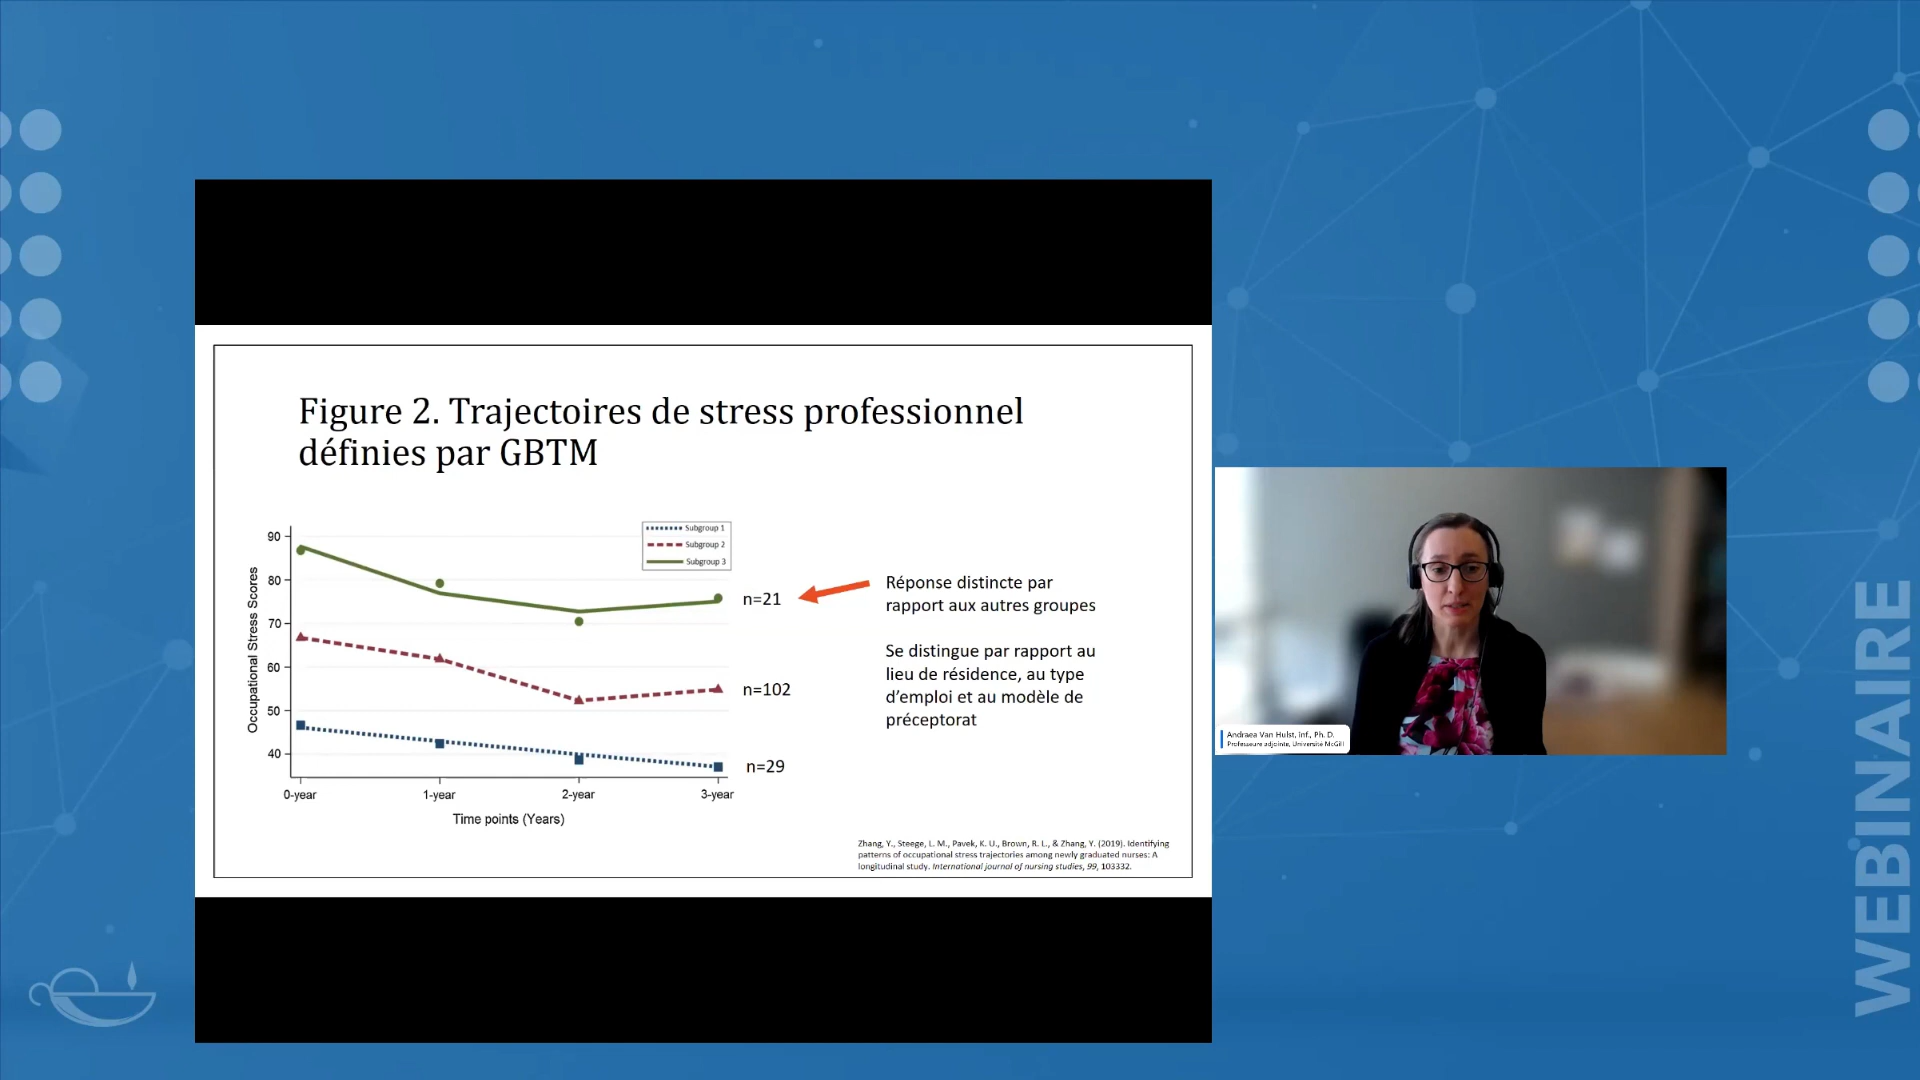 Figure 2. Trajectoires de stress professionnel
définies par GBTM
Subgroup 1
Subgroup 2
Subgroup 3
Occupational Stress Scores
90
80
70
60
50
40
n=21
n=102
n=29
0-year
1-year
2-year
3-year
Time points (Years)
Réponse distincte par
rapport aux autres groupes
Se distingue par rapport au
lieu de résidence, au type
d’emploi et au modèle de
préceptorat
Zhang, Y., Steege, L. M., Pavek, K. U., Brown, R. L., & Zhang, Y. (2019). Identifying
patterns of occupational stress trajectories among newly graduated nurses: A
longitudinal study. International journal of nursing studies, 99, 103332.
Andraea Van Hulst, inf., Ph. D.
Professeure adjointe, Université McGill
WEBINAIRE